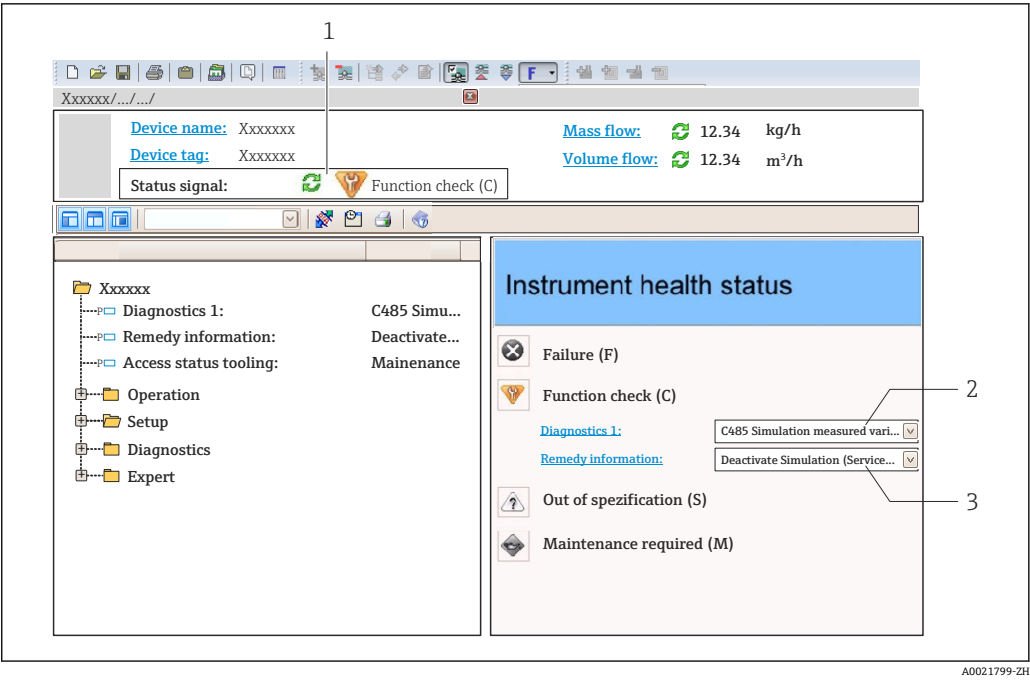 1
F
Xxxxxx/.../.../
Device name: Xxxxxxx
Mass flow: 12.34 kg/h
Device tag: Xxxxxxx
Volume flow: 12.34 m³/h
Status signal: Function check (C)
Xxxxxx
Diagnostics 1: C485 Simu...
Remedy information: Deactivate...
Access status tooling: Mainenance
Operation
Setup
Diagnostics
Expert
Instrument health status
Failure (F)
Function check (C)
2
Diagnostics 1: C485 Simulation measured vari...
Remedy information: Deactivate Simulation (Service...
Out of spezification (S)
3
Maintenance required (M)
A0021799-ZH